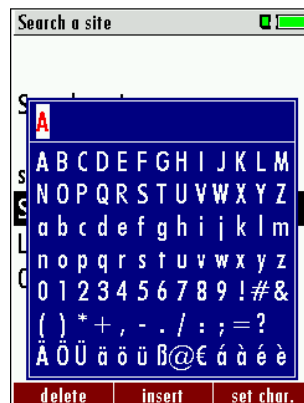 Search a site
S
A
A B C D E F G H I J K L M
s
N O P Q R S T U V W X Y Z
S
a b c d e f g h i j k l m
L
n o p q r s t u v w x y z
0 1 2 3 4 5 6 7 8 9 ! # &
( ) * + , - . / : ; = ?
Ä Ö Ü ä ö ü ß @ € á à é è
delete insert set char.